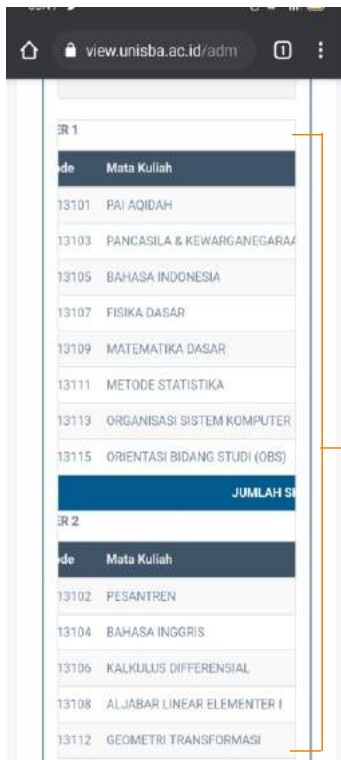 view.unisba.ac.id/adm 1
ER 1
de Mata Kuliah
13101 PAI AQIDAH
13103 PANCASILA & KEWARGANEGARAA
13105 BAHASA INDONESIA
13107 FISIKA DASAR
13109 MATEMATIKA DASAR
13111 METODE STATISTIKA
13113 ORGANISASI SISTEM KOMPUTER
13115 ORIENTASI BIDANG STUDI (OBS)
JUMLAH S
ER 2
de Mata Kuliah
13102 PESANTREN
13104 BAHASA INGGRIS
13106 KALKULUS DIFFERENSIAL
13108 ALJABAR LINEAR ELEMENTER I
13112 GEOMETRI TRANSFORMASI